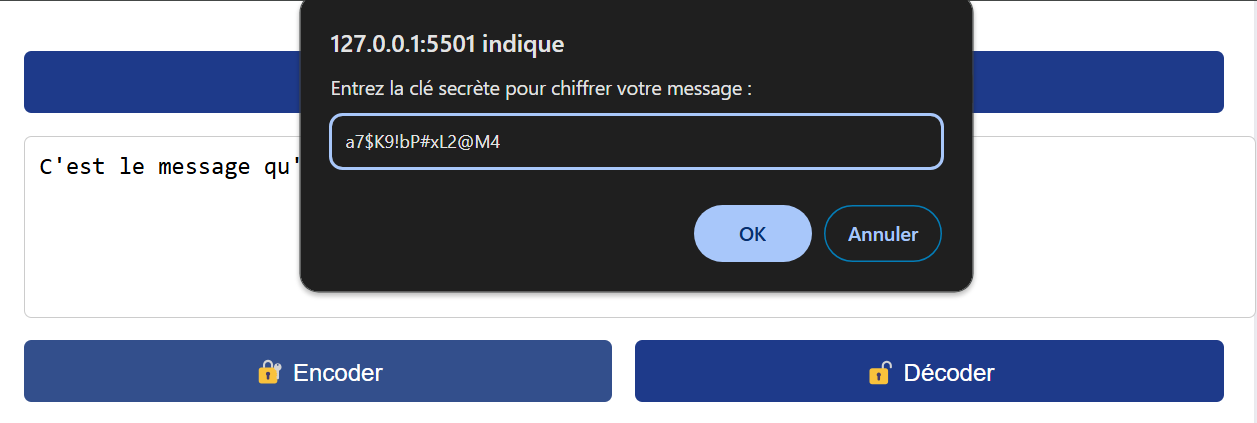 127.0.0.1:5501 indique
Entrez la clé secrète pour chiffrer votre message :
a7$K9!bP#xL2@M4
OK Annuler
C'est le message qu'
Encoder Décoder